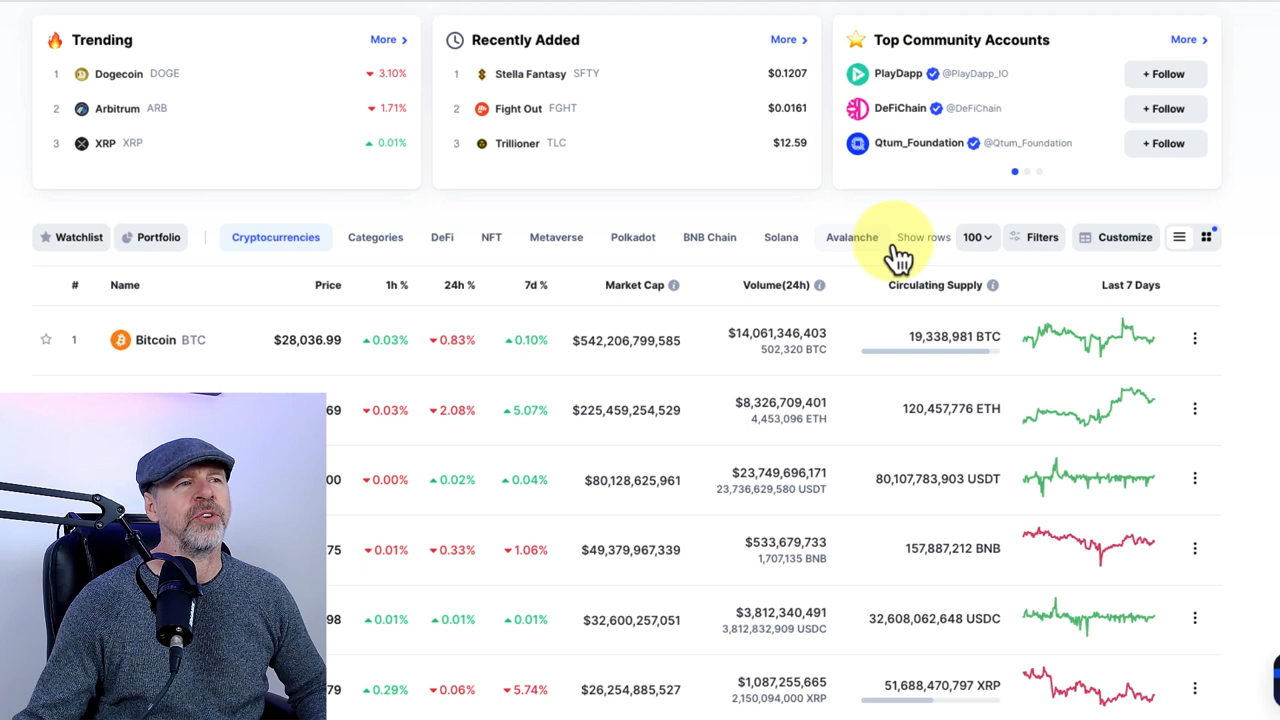 Trending More
1 Dogecoin DOGE 3.10%
2 Arbitrum ARB 1.71%
3 XRP XRP 0.01%
Recently Added More
1 Stella Fantasy SFTY $0.1207
2 Fight Out FGHT $0.0161
3 Trillioner TLC $12.59
Top Community Accounts More
PlayDapp @PlayDapp_IO + Follow
DeFiChain @DeFiChain + Follow
Qtum_Foundation @Qtum_Foundation + Follow
Watchlist Portfolio Cryptocurrencies Categories DeFi NFT Metaverse Polkadot BNB Chain Solana Avalanche Show rows 100 Filters Customize
# Name Price 1h % 24h % 7d % Market Cap Volume(24h) Circulating Supply Last 7 Days
1 Bitcoin BTC $28,036.99 0.03% 0.83% 0.10% $542,206,799,585 $14,061,346,403 19,338,981 BTC
502,320 BTC
69 0.03% 2.08% 5.07% $225,459,254,529 $8,326,709,401 120,457,776 ETH
4,453,096 ETH
00 0.00% 0.02% 0.04% $80,128,625,961 $23,749,696,171 80,107,783,903 USDT
23,736,629,580 USDT
75 0.01% 0.33% 1.06% $49,379,967,339 $533,679,733 157,887,212 BNB
1,707,135 BNB
98 0.01% 0.01% 0.01% $32,600,257,051 $3,812,340,491 32,608,062,648 USDC
3,812,832,909 USDC
79 0.29% 0.06% 5.74% $26,254,885,527 $1,087,255,665 51,688,470,797 XRP
2,150,094,000 XRP